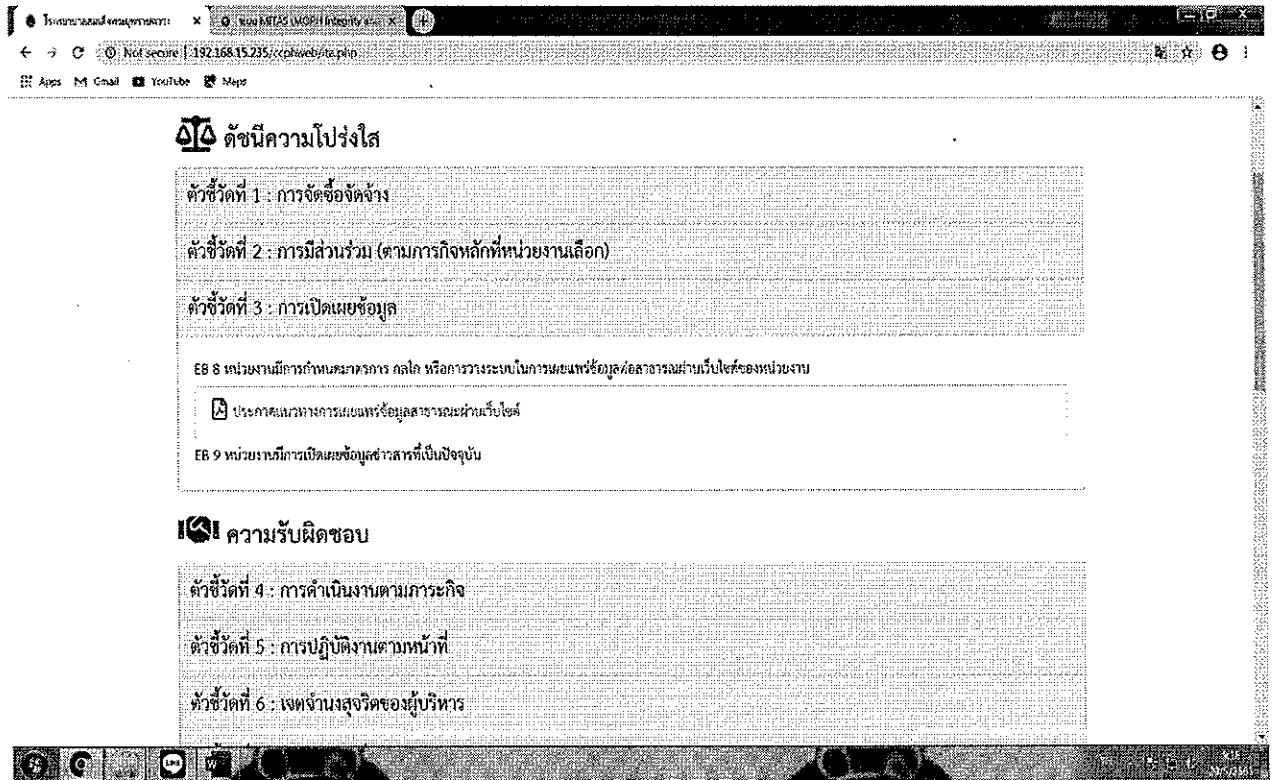 Not secure | 192.168.15.235/ccphweb/ita.php
Apps Gmail YouTube Maps
ดัชนีความโปร่งใส
ตัวชี้วัดที่ 1 : การจัดซื้อจัดจ้าง
ตัวชี้วัดที่ 2 : การมีส่วนร่วม (ตามภารกิจหลักที่หน่วยงานเลือก)
ตัวชี้วัดที่ 3 : การเปิดเผยข้อมูล
EB 8 หน่วยงานมีการกำหนดมาตรการ กลไก หรือการวางระบบในการเผยแพร่ข้อมูลต่อสาธารณผ่านเว็บไซต์ของหน่วยงาน
ประกาศแนวทางการเผยแพร่ข้อมูลสาธารณะผ่านเว็บไซต์
EB 9 หน่วยงานมีการเปิดเผยข้อมูลข่าวสารที่เป็นปัจจุบัน
ความรับผิดชอบ
ตัวชี้วัดที่ 4 : การดำเนินงานตามภาระกิจ
ตัวชี้วัดที่ 5 : การปฏิบัติงานตามหน้าที่
ตัวชี้วัดที่ 6 : เจตจำนงสุจริตของผู้บริหาร
LINE